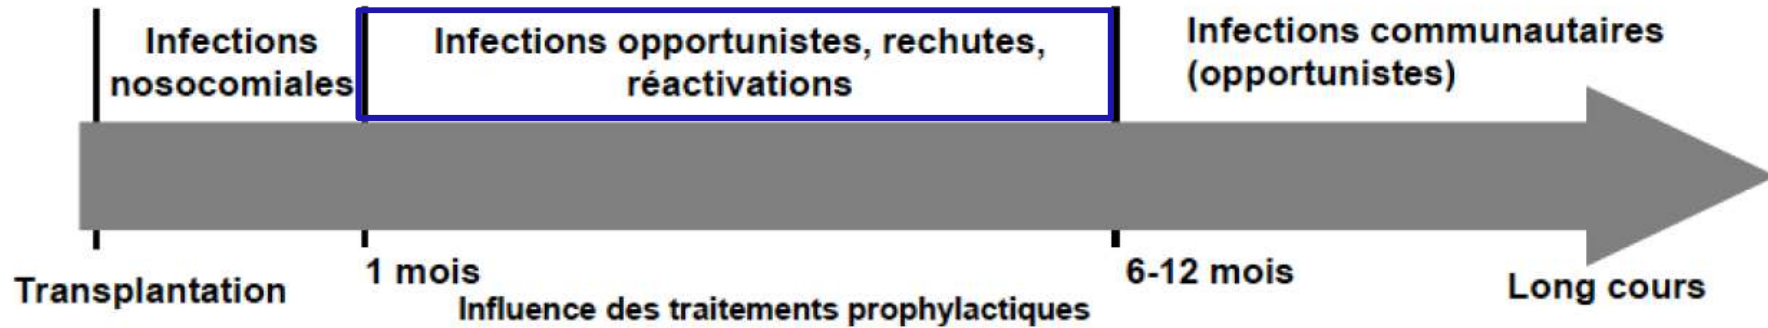 Infections
nosocomiales
Infections opportunistes, rechutes,
réactivations
Infections communautaires
(opportunistes)
Transplantation
1 mois
Influence des traitements prophylactiques
6-12 mois
Long cours